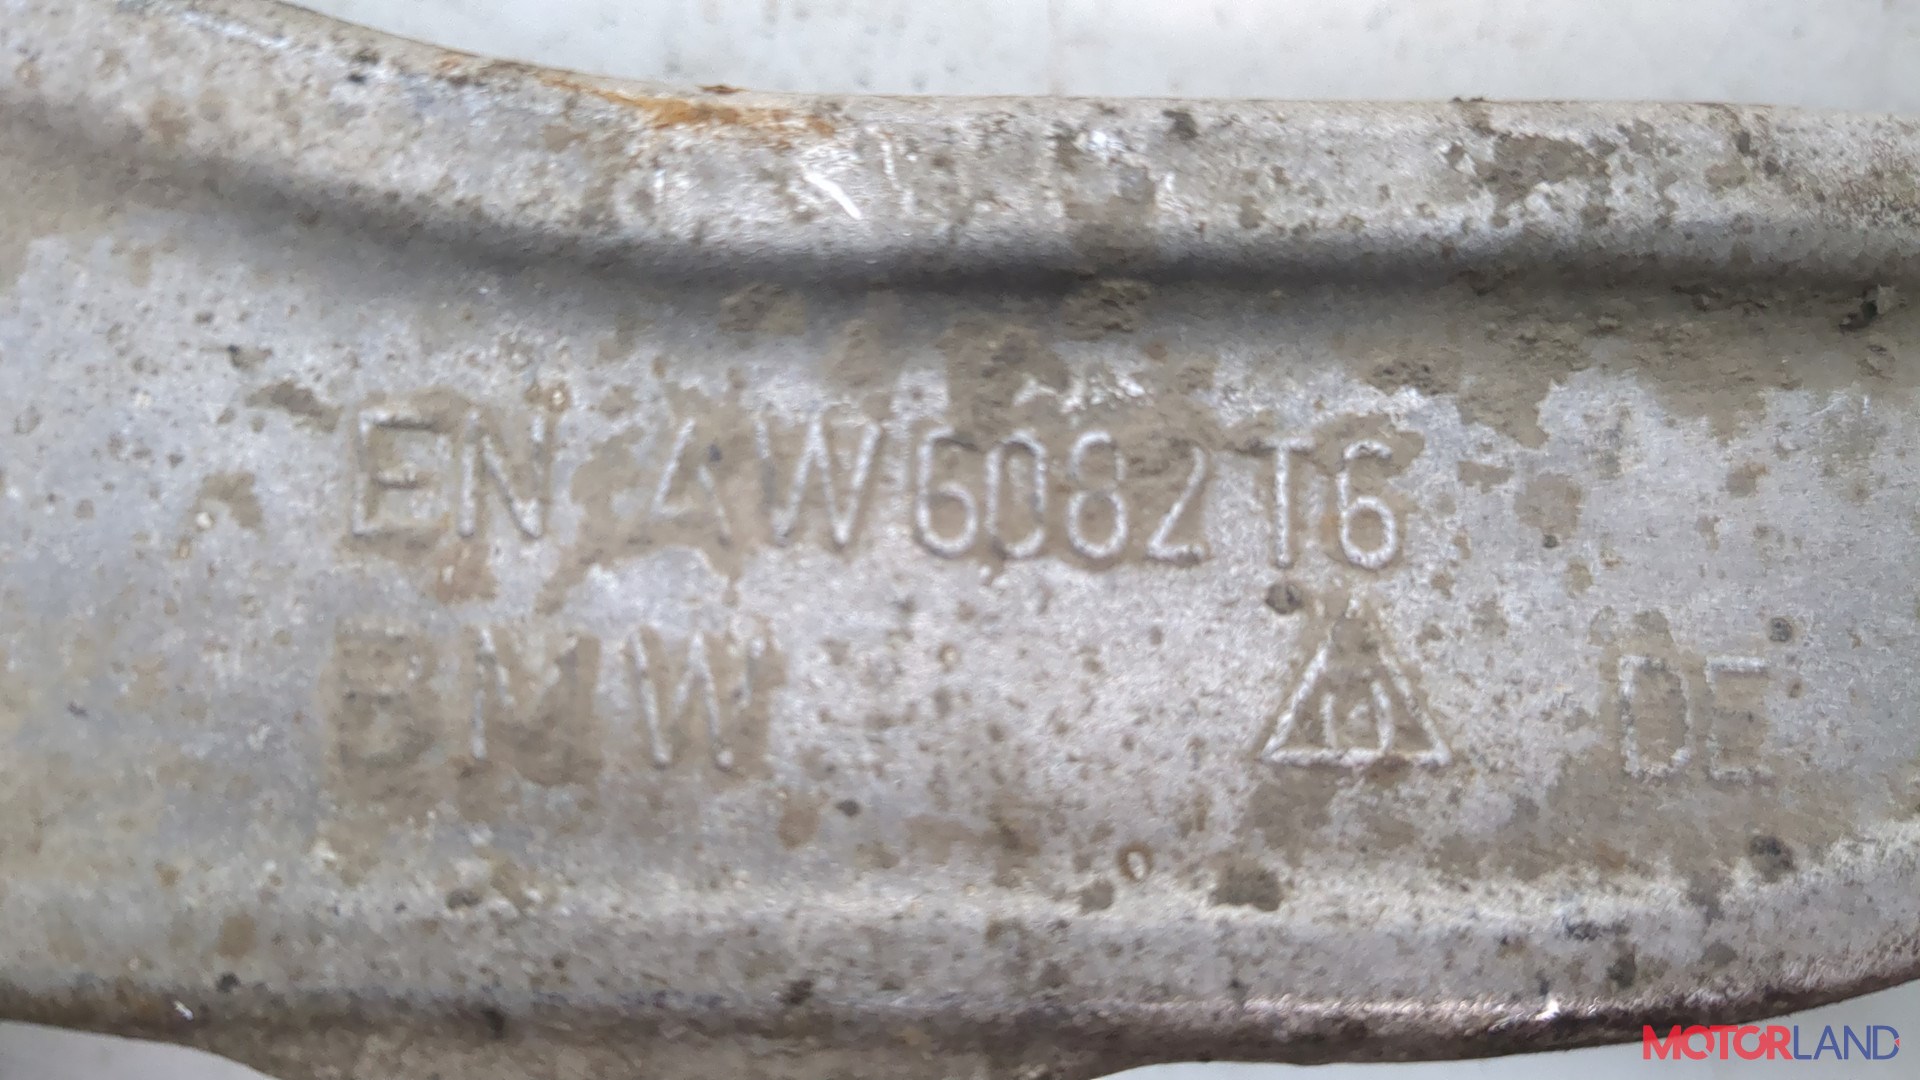 EN AW6082 T6
BMW DE
MOTORLAND